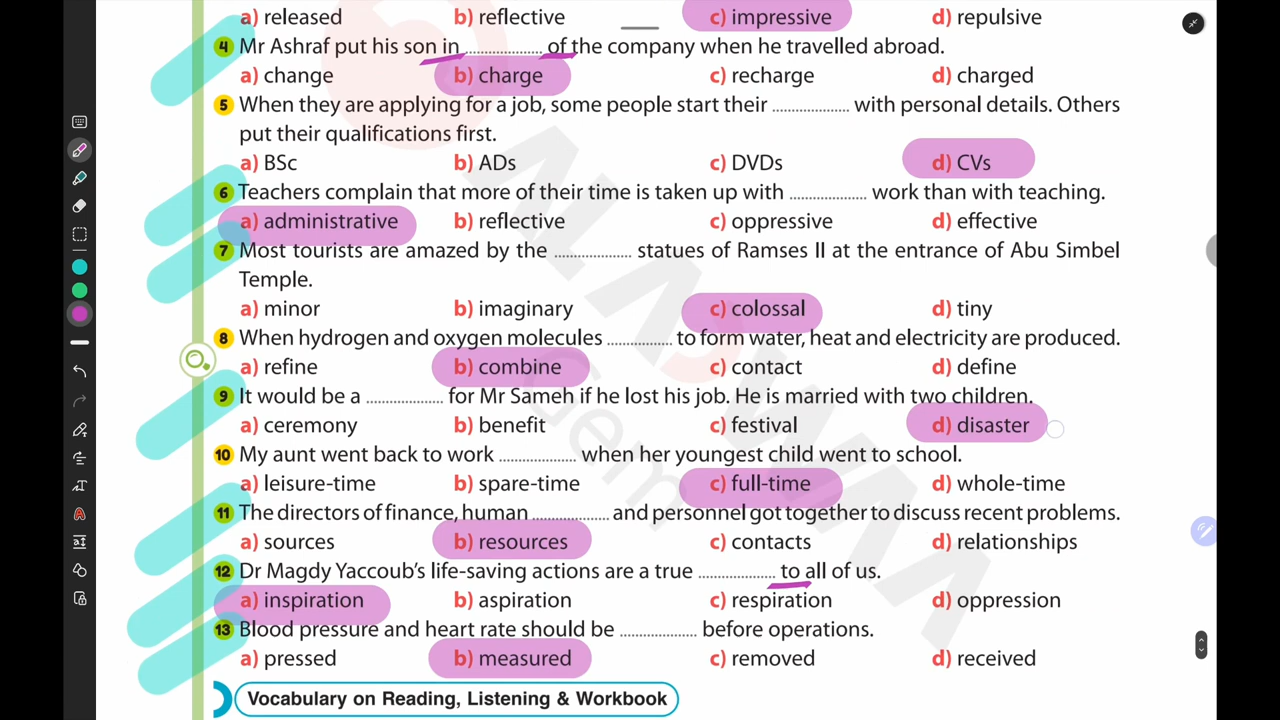 a) released b) reflective c) impressive d) repulsive
4 Mr Ashraf put his son in .................. of the company when he travelled abroad.
a) change b) charge c) recharge d) charged
5 When they are applying for a job, some people start their .................. with personal details. Others
put their qualifications first.
a) BSc b) ADs c) DVDs d) CVs
6 Teachers complain that more of their time is taken up with .................. work than with teaching.
a) administrative b) reflective c) oppressive d) effective
7 Most tourists are amazed by the .................. statues of Ramses II at the entrance of Abu Simbel
Temple.
a) minor b) imaginary c) colossal d) tiny
8 When hydrogen and oxygen molecules ............... to form water, heat and electricity are produced.
a) refine b) combine c) contact d) define
9 It would be a .................. for Mr Sameh if he lost his job. He is married with two children.
a) ceremony b) benefit c) festival d) disaster
10 My aunt went back to work .................. when her youngest child went to school.
a) leisure-time b) spare-time c) full-time d) whole-time
11 The directors of finance, human .................. and personnel got together to discuss recent problems.
a) sources b) resources c) contacts d) relationships
12 Dr Magdy Yaccoub's life-saving actions are a true .................. to all of us.
a) inspiration b) aspiration c) respiration d) oppression
13 Blood pressure and heart rate should be .................. before operations.
a) pressed b) measured c) removed d) received
Vocabulary on Reading, Listening & Workbook